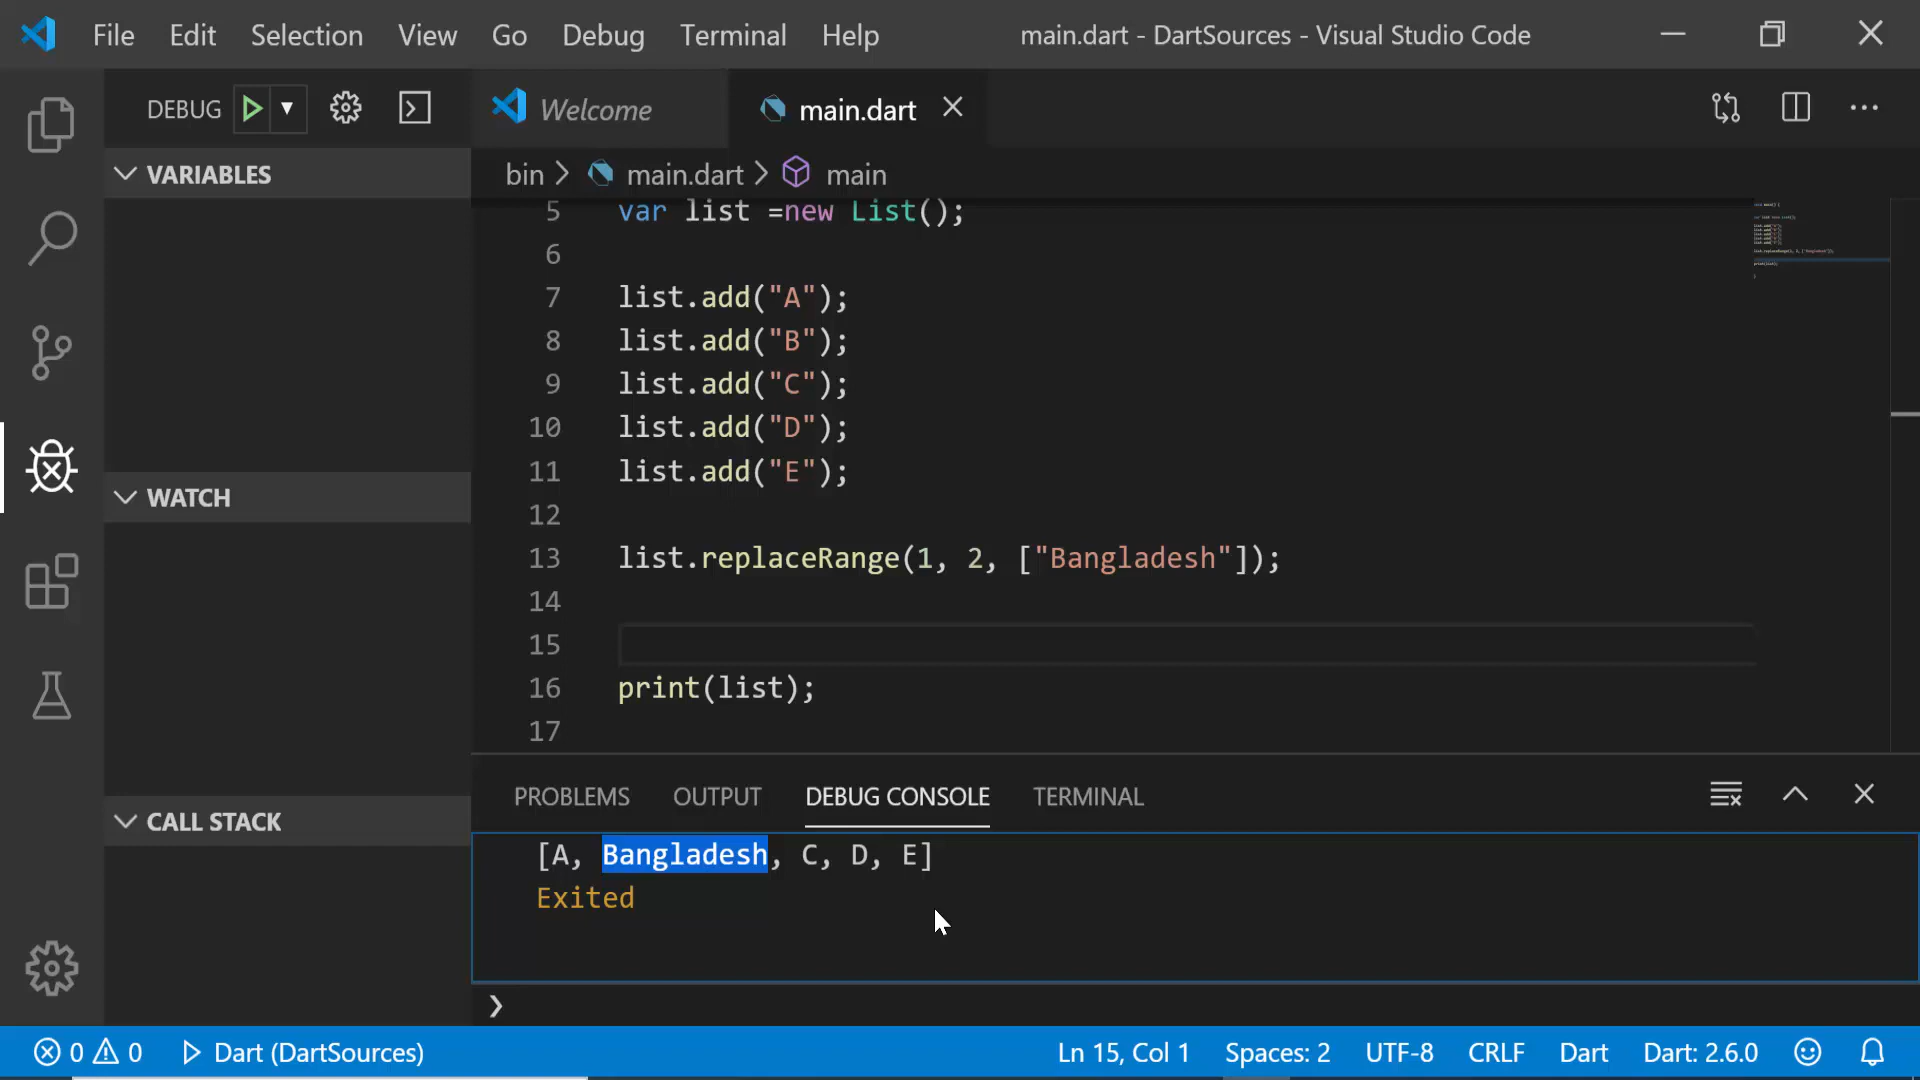 File Edit Selection View Go Debug Terminal Help main.dart - DartSources - Visual Studio Code
DEBUG Welcome main.dart
VARIABLES
bin main.dart main
5 var list =new List();
6
7 list.add("A");
8 list.add("B");
9 list.add("C");
10 list.add("D");
11 list.add("E");
WATCH
12
13 list.replaceRange(1, 2, ["Bangladesh"]);
14
15
16 print(list);
17
PROBLEMS OUTPUT DEBUG CONSOLE TERMINAL
CALL STACK
[A, Bangladesh, C, D, E]
Exited
0 0 Dart (DartSources) Ln 15, Col 1 Spaces: 2 UTF-8 CRLF Dart Dart: 2.6.0